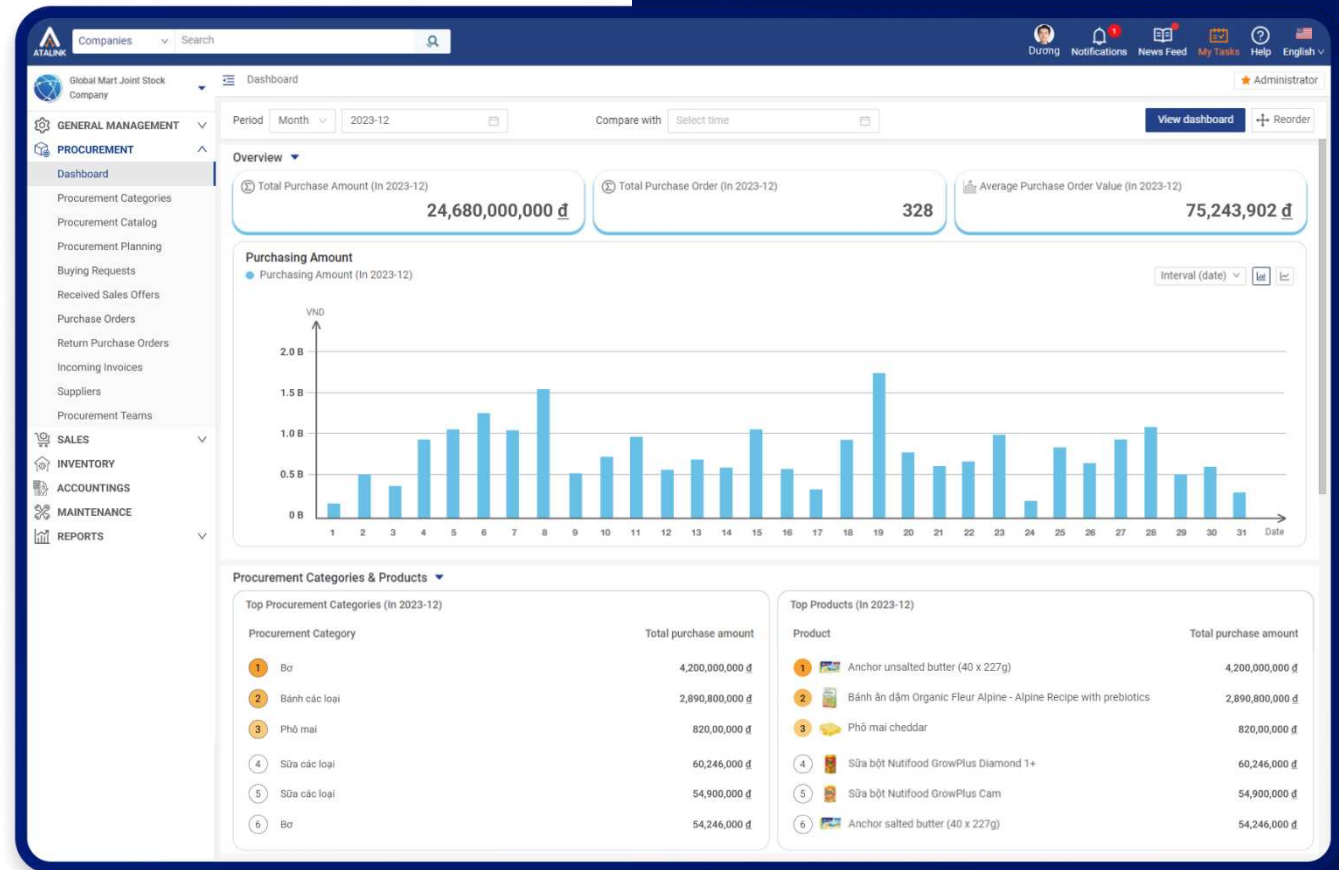 ATALINK
Companies
Search
Dương
Notifications
1
News Feed
My Tasks
Help
English
Global Mart Joint Stock
Company
Dashboard
Administrator
GENERAL MANAGEMENT
PROCUREMENT
Dashboard
Procurement Categories
Procurement Catalog
Procurement Planning
Buying Requests
Received Sales Offers
Purchase Orders
Return Purchase Orders
Incoming Invoices
Suppliers
Procurement Teams
SALES
INVENTORY
ACCOUNTINGS
MAINTENANCE
REPORTS
Period Month 2023-12 Compare with Select time View dashboard Reorder
Overview
Total Purchase Amount (In 2023-12)
24,680,000,000 đ
Total Purchase Order (In 2023-12)
328
Average Purchase Order Value (In 2023-12)
75,243,902 đ
Purchasing Amount
Purchasing Amount (In 2023-12)
Interval (date)
VND
2.0 B
1.5 B
1.0 B
0.5 B
0 B
1 2 3 4 5 6 7 8 9 10 11 12 13 14 15 16 17 18 19 20 21 22 23 24 25 26 27 28 29 30 31 Date
Procurement Categories & Products
Top Procurement Categories (In 2023-12)
Procurement Category Total purchase amount
1 Bơ 4,200,000,000 đ
2 Bánh các loại 2,890,800,000 đ
3 Phô mai 820,00,000 đ
4 Sữa các loại 60,246,000 đ
5 Sữa các loại 54,900,000 đ
6 Bơ 54,246,000 đ
Top Products (In 2023-12)
Product Total purchase amount
1 Anchor unsalted butter (40 x 227g) 4,200,000,000 đ
2 Bánh ăn dặm Organic Fleur Alpine - Alpine Recipe with prebiotics 2,890,800,000 đ
3 Phô mai cheddar 820,00,000 đ
4 Sữa bột Nutifood GrowPlus Diamond 1+ 60,246,000 đ
5 Sữa bột Nutifood GrowPlus Cam 54,900,000 đ
6 Anchor salted butter (40 x 227g) 54,246,000 đ